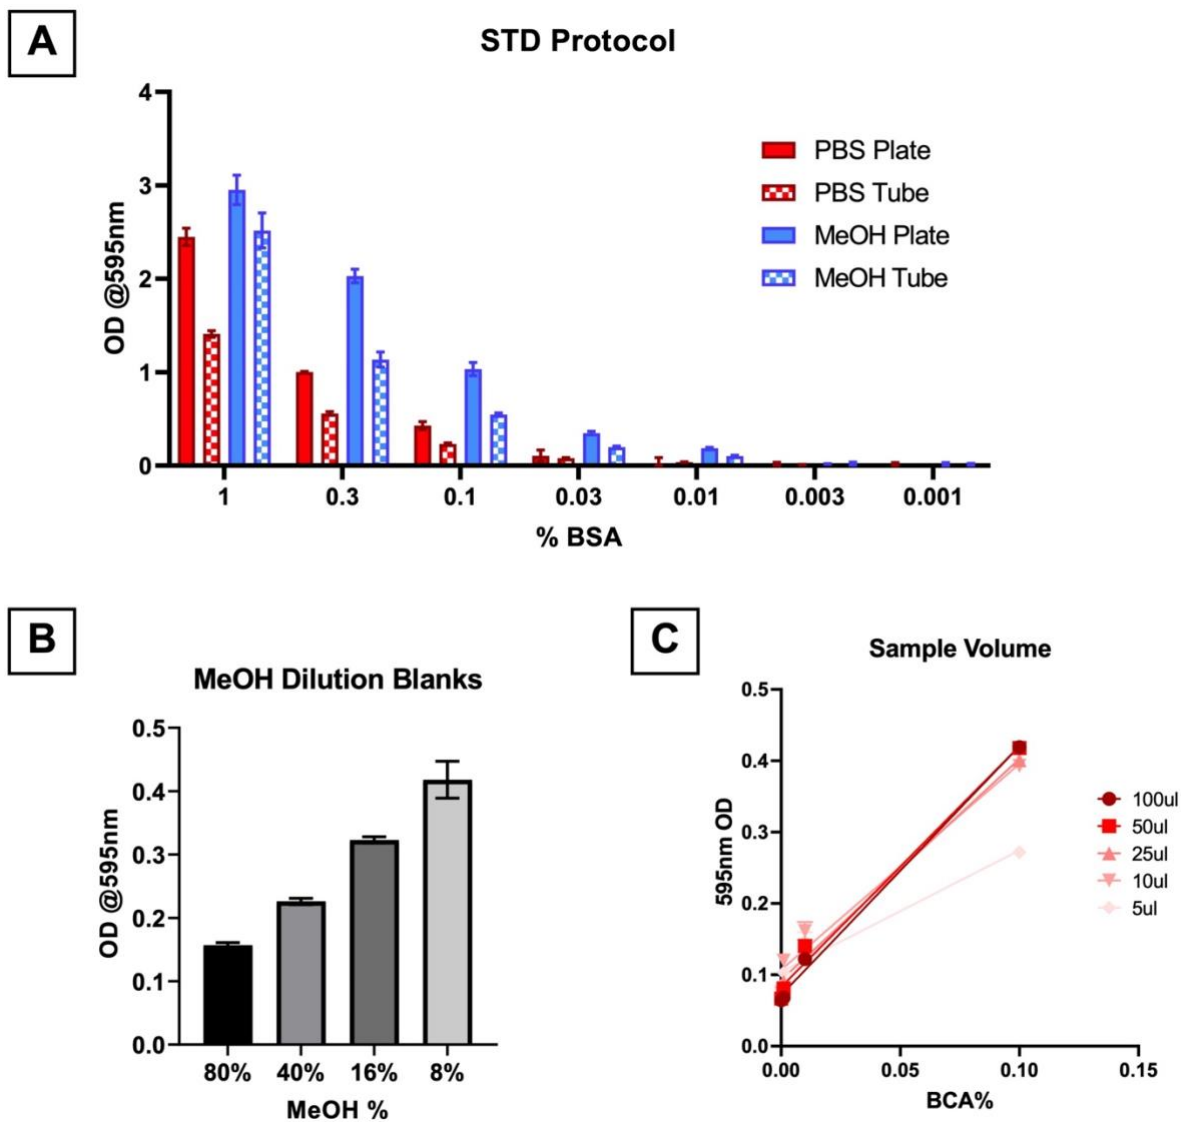 A
STD Protocol
4
3
2
1
0
OD @595nm
PBS Plate
PBS Tube
MeOH Plate
MeOH Tube
1 0.3 0.1 0.03 0.01 0.003 0.001
% BSA
B
MeOH Dilution Blanks
0.5
0.4
0.3
0.2
0.1
0.0
OD @595nm
80% 40% 16% 8%
MeOH %
C
Sample Volume
0.5
0.4
0.3
0.2
0.1
0.0
595nm OD
100ul
50ul
25ul
10ul
5ul
0.00 0.05 0.10 0.15
BCA%